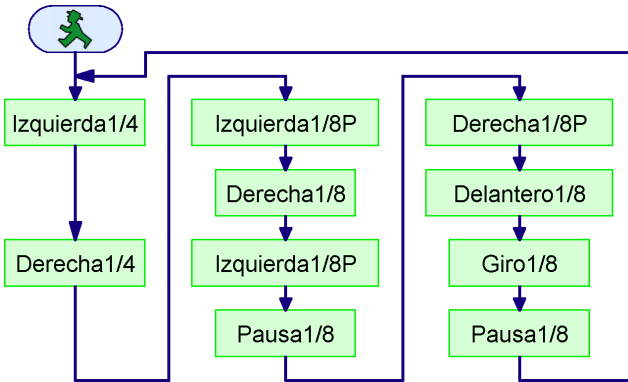 Izquierda1/4
Derecha1/4
Izquierda1/8P
Derecha1/8
Izquierda1/8P
Pausa1/8
Derecha1/8P
Delantero1/8
Giro1/8
Pausa1/8